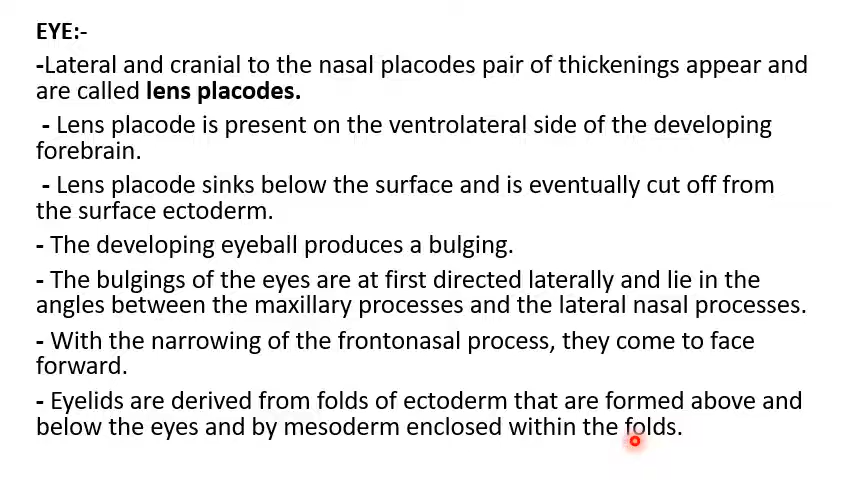 EYE:-
-Lateral and cranial to the nasal placodes pair of thickenings appear and
are called lens placodes.
- Lens placode is present on the ventrolateral side of the developing
forebrain.
- Lens placode sinks below the surface and is eventually cut off from
the surface ectoderm.
- The developing eyeball produces a bulging.
- The bulgings of the eyes are at first directed laterally and lie in the
angles between the maxillary processes and the lateral nasal processes.
- With the narrowing of the frontonasal process, they come to face
forward.
- Eyelids are derived from folds of ectoderm that are formed above and
below the eyes and by mesoderm enclosed within the folds.